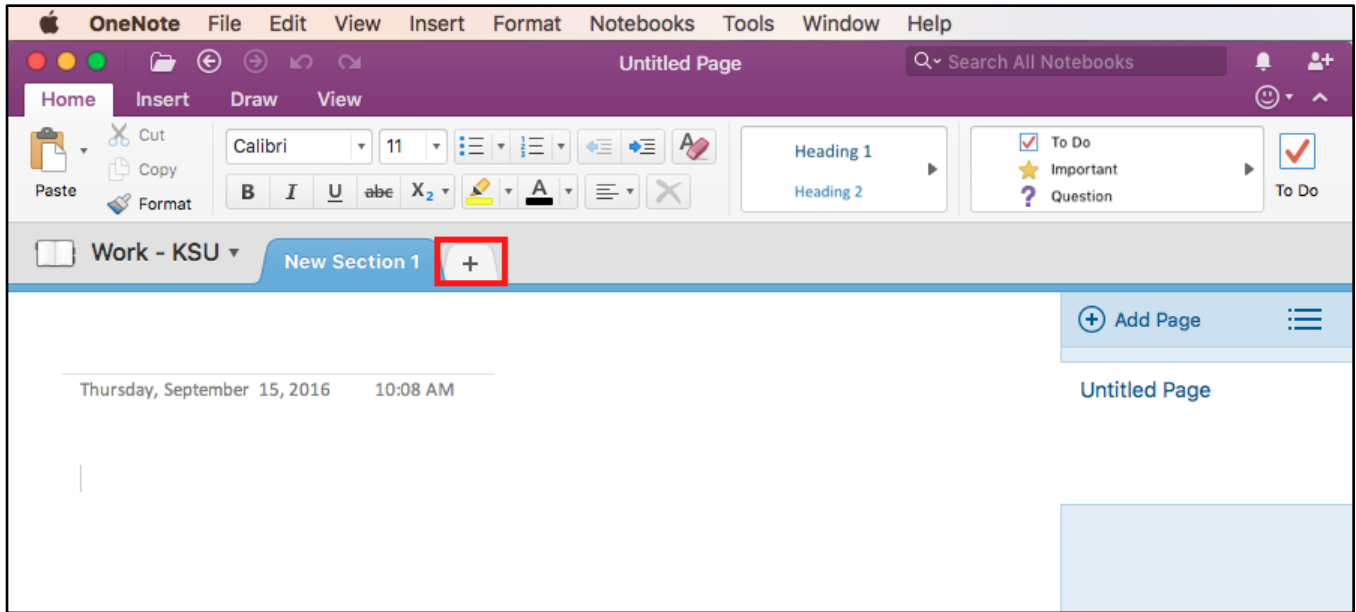 OneNote File Edit View Insert Format Notebooks Tools Window Help
Untitled Page Search All Notebooks
Home Insert Draw View
Paste
Cut
Copy
Format
Calibri 11
B I U abc X2 A
Heading 1
Heading 2
To Do
Important
Question
To Do
Work - KSU New Section 1 +
Add Page
Thursday, September 15, 2016 10:08 AM
Untitled Page